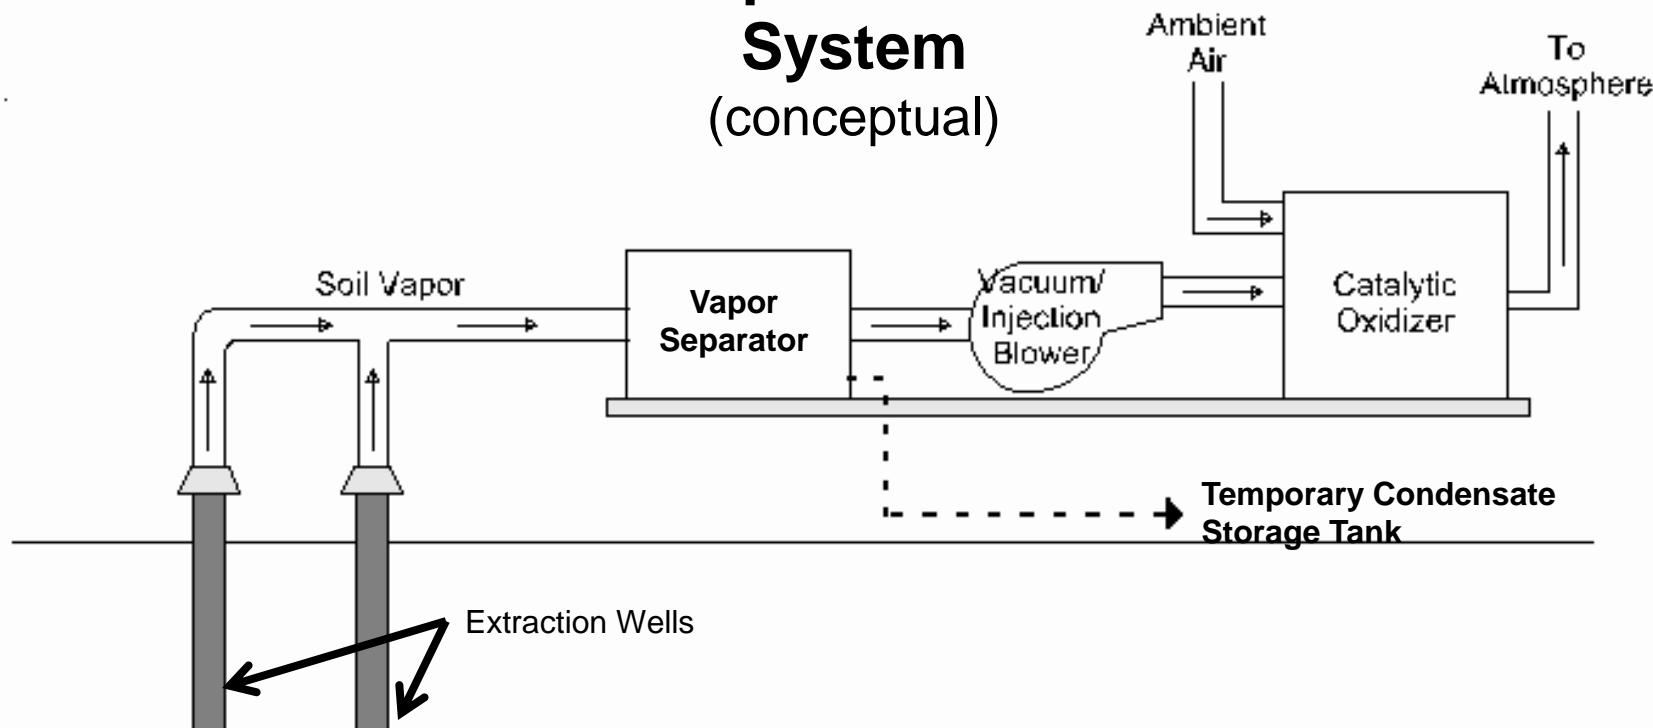 System
(conceptual)
Ambient
Air
To
Atmosphere
Soil Vapor
Vapor
Separator
Vacuum/
Injection
Blower
Catalytic
Oxidizer
Temporary Condensate
Storage Tank
Extraction Wells